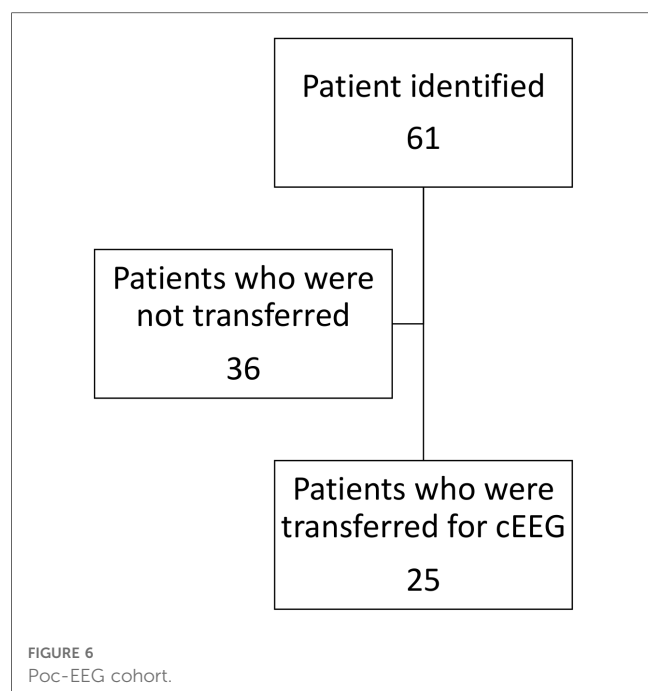 Patient identified
61
Patients who were
not transferred
36
Patients who were
transferred for cEEG
25
FIGURE 6
Poc-EEG cohort.